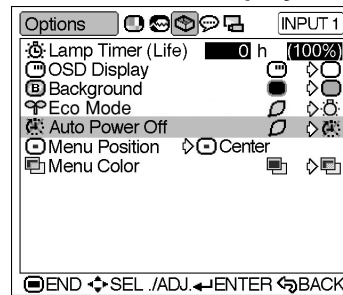 Options INPUT 1
Lamp Timer (Life) 0 h (100%)
OSD Display
B Background
Eco Mode
Auto Power Off
Menu Position Center
Menu Color
END SEL ./ADJ. ENTER BACK